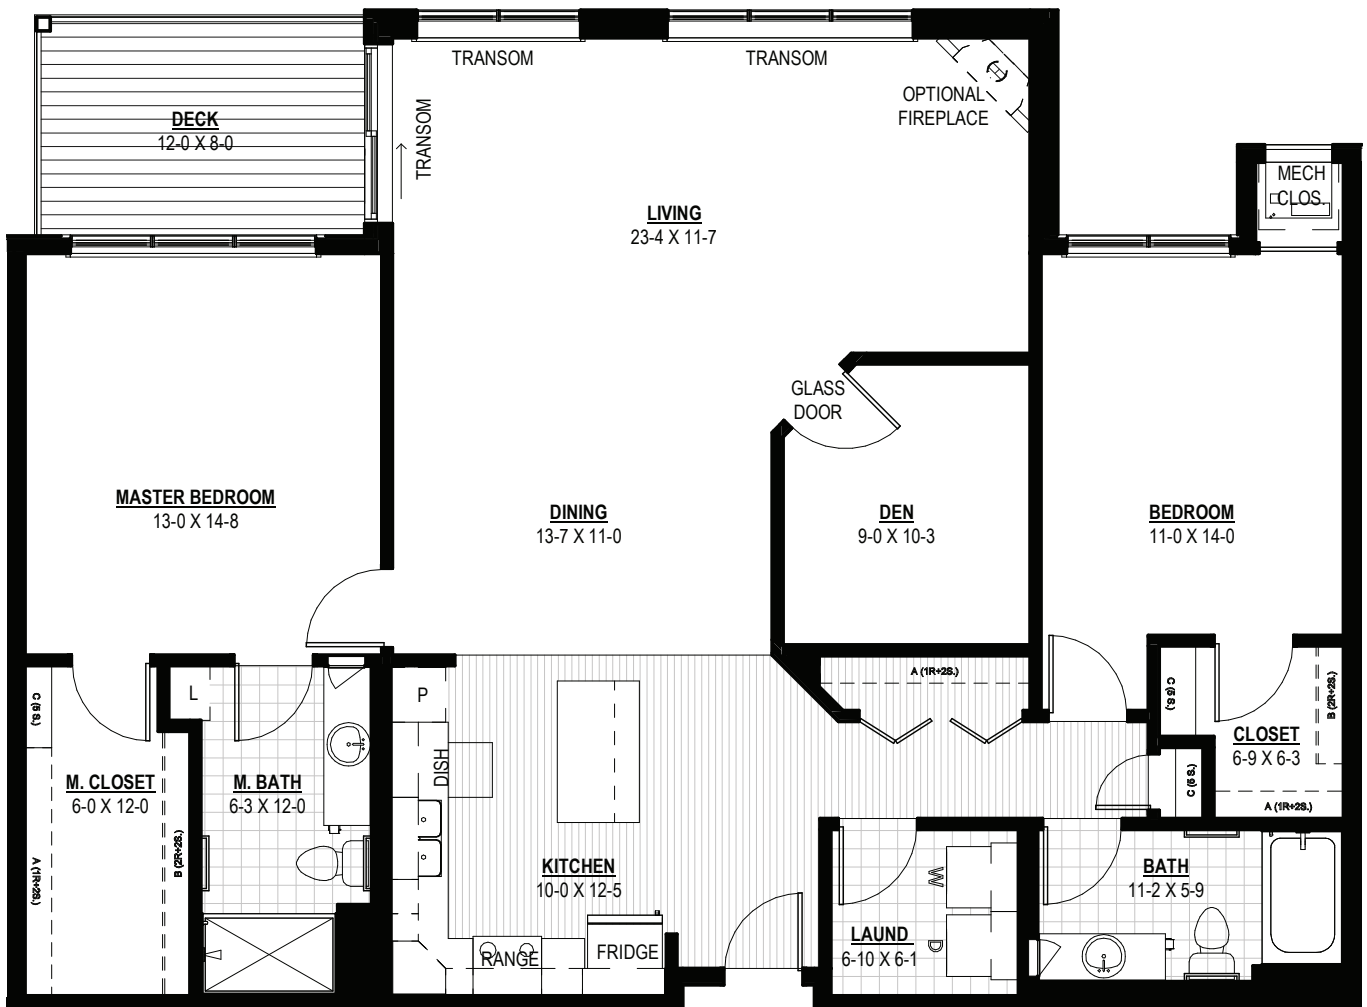 TRANSOM
TRANSOM
OPTIONAL
FIREPLACE
DECK
12-0 X 8-0
TRANSOM
MECH
CLOS.
LIVING
23-4 X 11-7
GLASS
DOOR
MASTER BEDROOM
13-0 X 14-8
DINING
13-7 X 11-0
DEN
9-0 X 10-3
BEDROOM
11-0 X 14-0
A (1R+2S.)
L
P
C (5 S.)
C (5 S.)
B (2R+2S.)
CLOSET
6-9 X 6-3
DISH
M. CLOSET
6-0 X 12-0
M. BATH
6-3 X 12-0
C (5 S.)
A (1R+2S.)
B (2R+2S.)
A (1R+2S.)
KITCHEN
10-0 X 12-5
W
BATH
11-2 X 5-9
LAUND
6-10 X 6-1
D
RANGE
FRIDGE